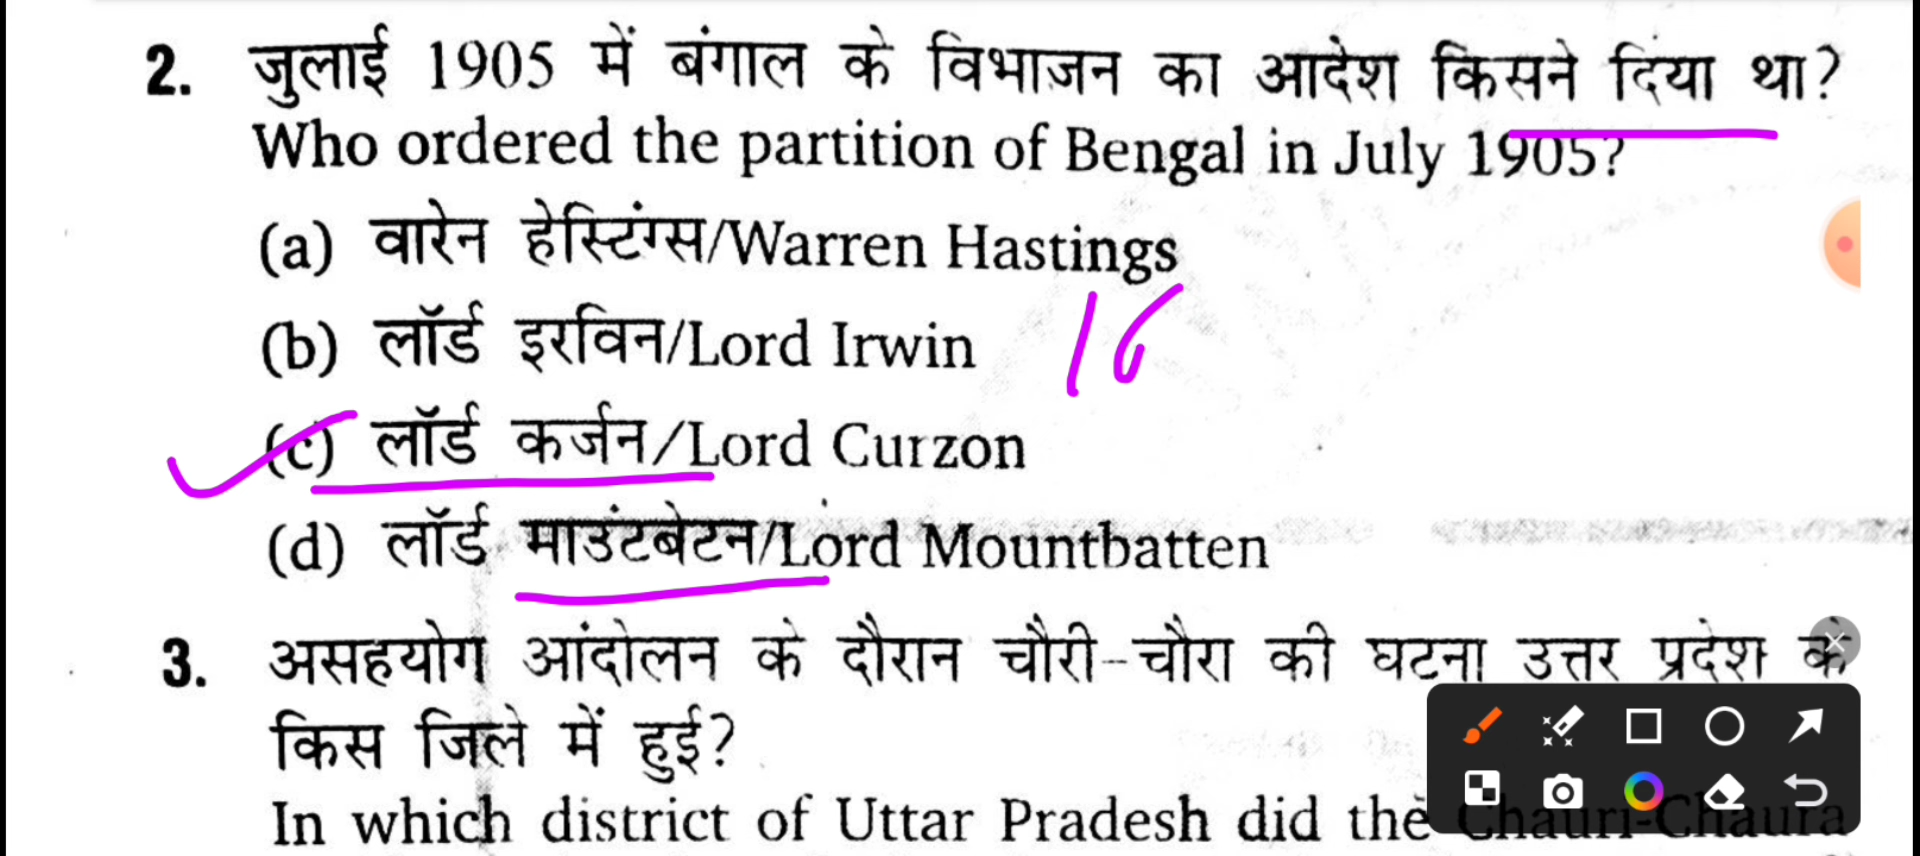 2. जुलाई 1905 में बंगाल के विभाजन का आदेश किसने दिया था?
Who ordered the partition of Bengal in July 1905?
(a) वारेन हेस्टिंग्स/Warren Hastings
(b) लॉर्ड इरविन/Lord Irwin
16
(c) लॉर्ड कर्जन/Lord Curzon
(d) लॉर्ड माउंटबेटन/Lord Mountbatten
3. असहयोग आंदोलन के दौरान चौरी-चौरा की घटना उत्तर प्रदेश के
किस जिले में हुई?
In which district of Uttar Pradesh did the Chauri-Chaura